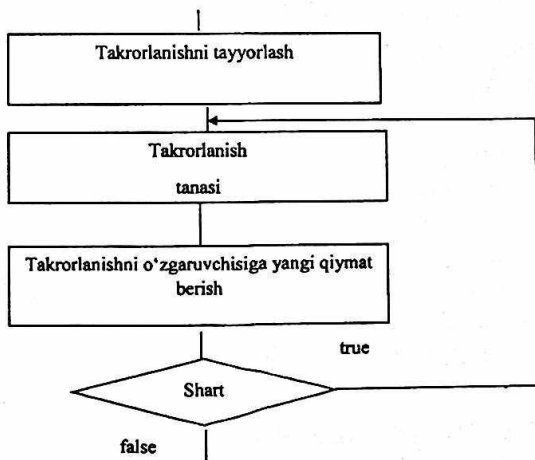 Takrorlanishni tayyorlash
Takrorlanish
tanasi
Takrorlanishni o‘zgaruvchisiga yangi qiymat
berish
true
Shart
false